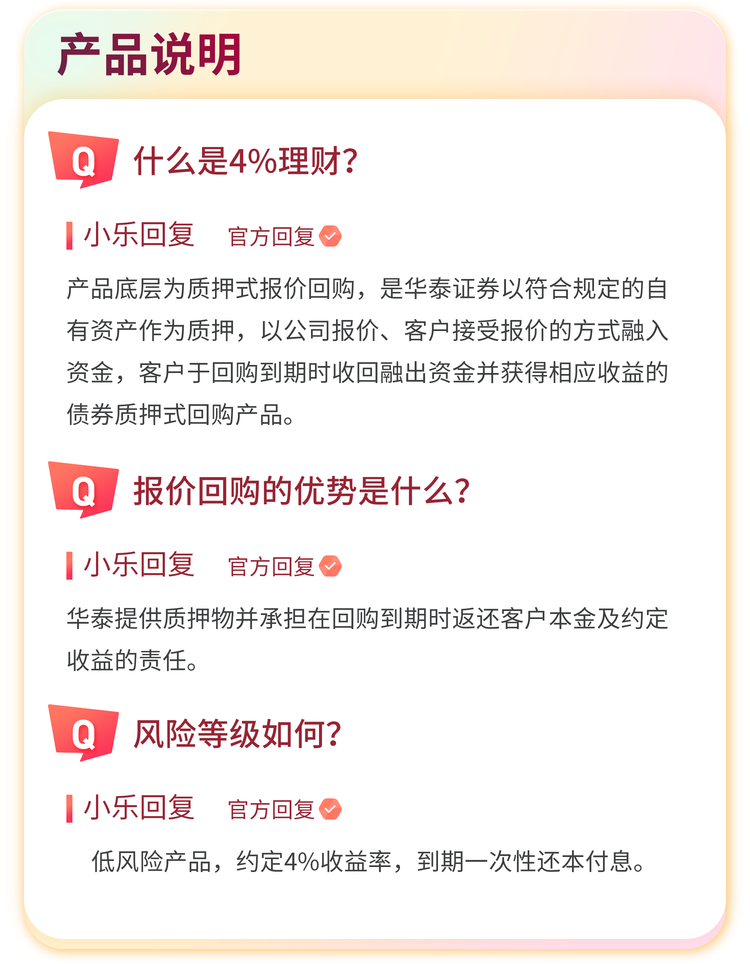 产品说明
Q 什么是4%理财？
小乐回复 官方回复
产品底层为质押式报价回购，是华泰证券以符合规定的自
有资产作为质押，以公司报价、客户接受报价的方式融入
资金，客户于回购到期时收回融出资金并获得相应收益的
债券质押式回购产品。
Q 报价回购的优势是什么？
小乐回复 官方回复
华泰提供质押物并承担在回购到期时返还客户本金及约定
收益的责任。
Q 风险等级如何？
小乐回复 官方回复
低风险产品，约定4%收益率，到期一次性还本付息。